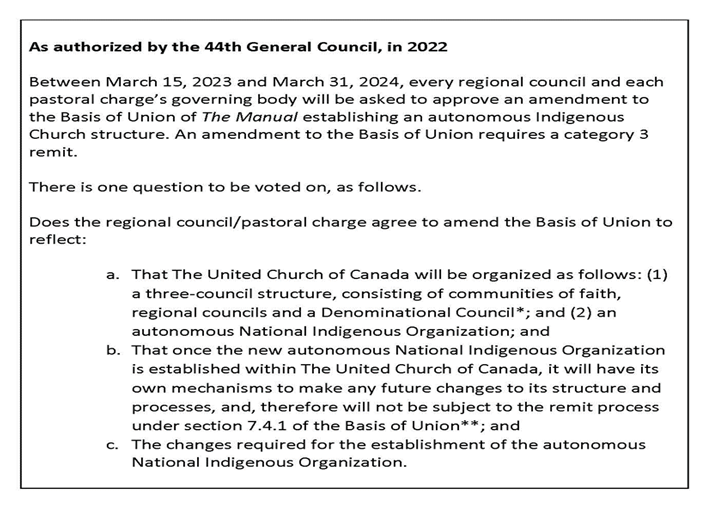 As authorized by the 44th General Council, in 2022
Between March 15, 2023 and March 31, 2024, every regional council and each
pastoral charge's governing body will be asked to approve an amendment to
the Basis of Union of The Manual establishing an autonomous Indigenous
Church structure. An amendment to the Basis of Union requires a category 3
remit.
There is one question to be voted on, as follows.
Does the regional council/pastoral charge agree to amend the Basis of Union to
reflect:
a. That The United Church of Canada will be organized as follows: (1)
a three-council structure, consisting of communities of faith,
regional councils and a Denominational Council*; and (2) an
autonomous National Indigenous Organization; and
b. That once the new autonomous National Indigenous Organization
is established within The United Church of Canada, it will have its
own mechanisms to make any future changes to its structure and
processes, and, therefore will not be subject to the remit process
under section 7.4.1 of the Basis of Union**; and
c. The changes required for the establishment of the autonomous
National Indigenous Organization.